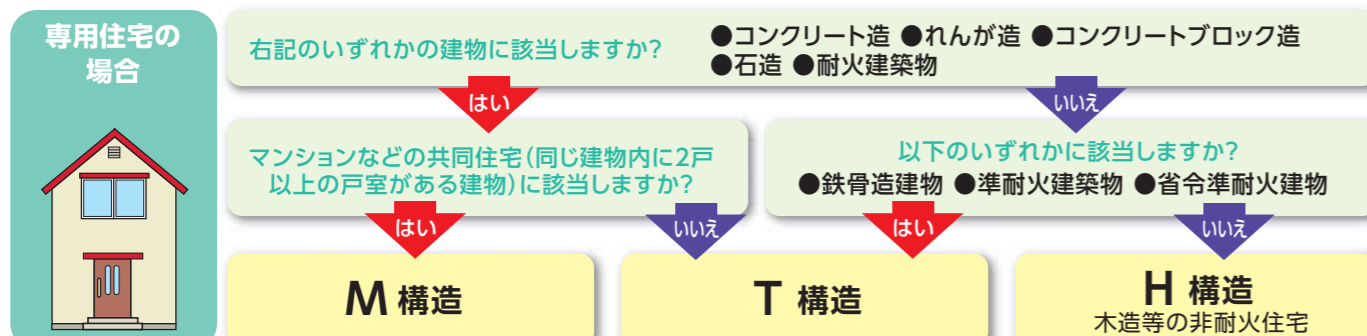 専用住宅の
場合
右記のいずれかの建物に該当しますか?
●コンクリート造 ●れんが造 ●コンクリートブロック造
●石造 ●耐火建築物
はい
いいえ
マンションなどの共同住宅(同じ建物内に2戸
以上の戸室がある建物)に該当しますか?
以下のいずれかに該当しますか?
●鉄骨造建物 ●準耐火建築物 ●省令準耐火建物
はい
いいえ
はい
いいえ
M 構造
T 構造
H 構造
木造等の非耐火住宅